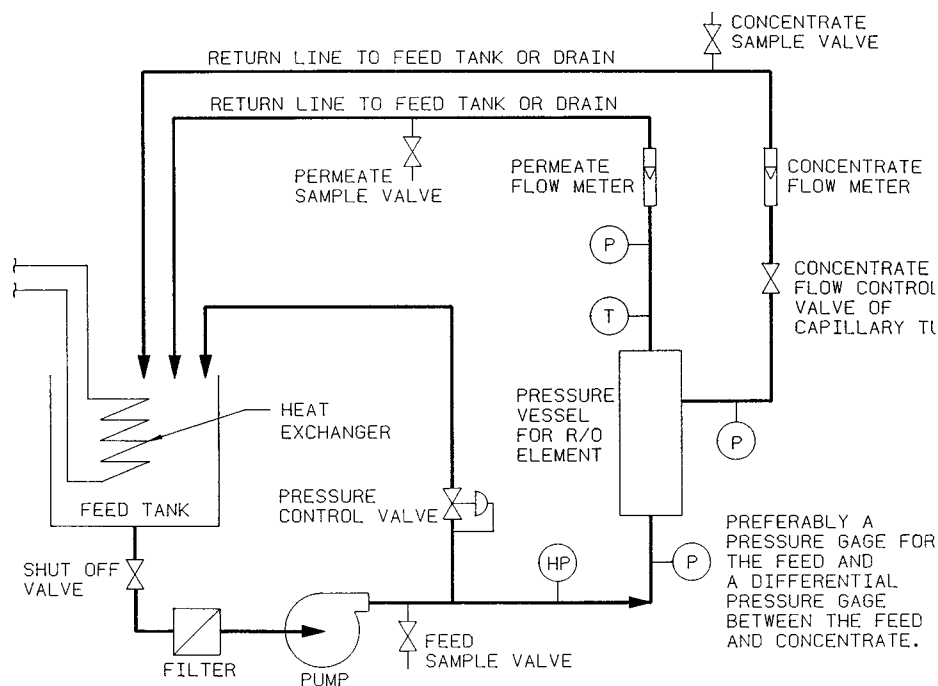 CONCENTRATE
SAMPLE VALVE
RETURN LINE TO FEED TANK OR DRAIN
RETURN LINE TO FEED TANK OR DRAIN
PERMEATE
SAMPLE VALVE
PERMEATE
FLOW METER
CONCENTRATE
FLOW METER
P
CONCENTRATE
FLOW CONTROL
VALVE OF
CAPILLARY TU
T
HEAT
EXCHANGER
PRESSURE
VESSEL
FOR R/O
ELEMENT
P
FEED TANK
PRESSURE
CONTROL VALVE
PREFERABLY A
PRESSURE GAGE FOR
THE FEED AND
A DIFFERENTIAL
PRESSURE GAGE
BETWEEN THE FEED
AND CONCENTRATE.
SHUT OFF
VALVE
HP
P
FILTER
PUMP
FEED
SAMPLE VALVE